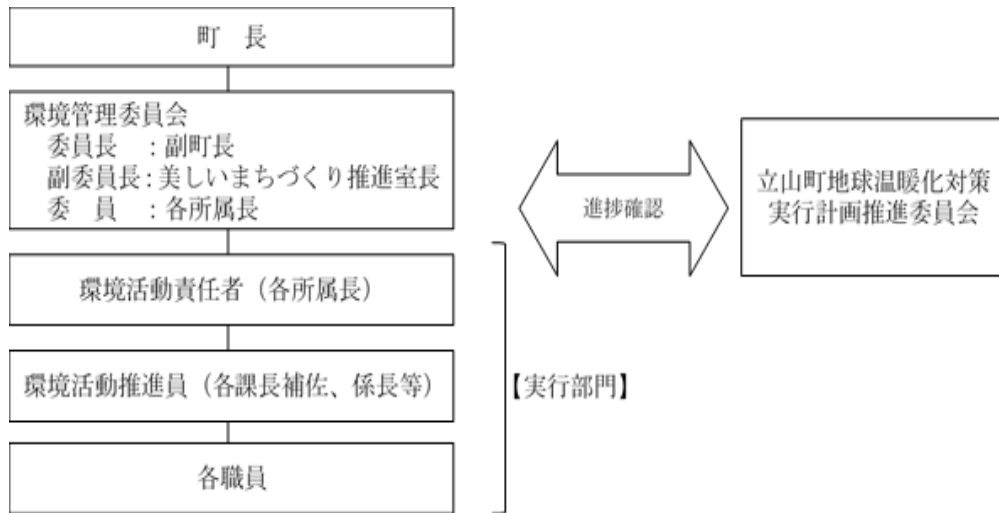 町　長
環境管理委員会
委員長　：副町長
副委員長：美しいまちづくり推進室長
委　員　：各所属長
環境活動責任者（各所属長）
環境活動推進員（各課長補佐、係長等）
各職員
【実行部門】
進捗確認
立山町地球温暖化対策
実行計画推進委員会